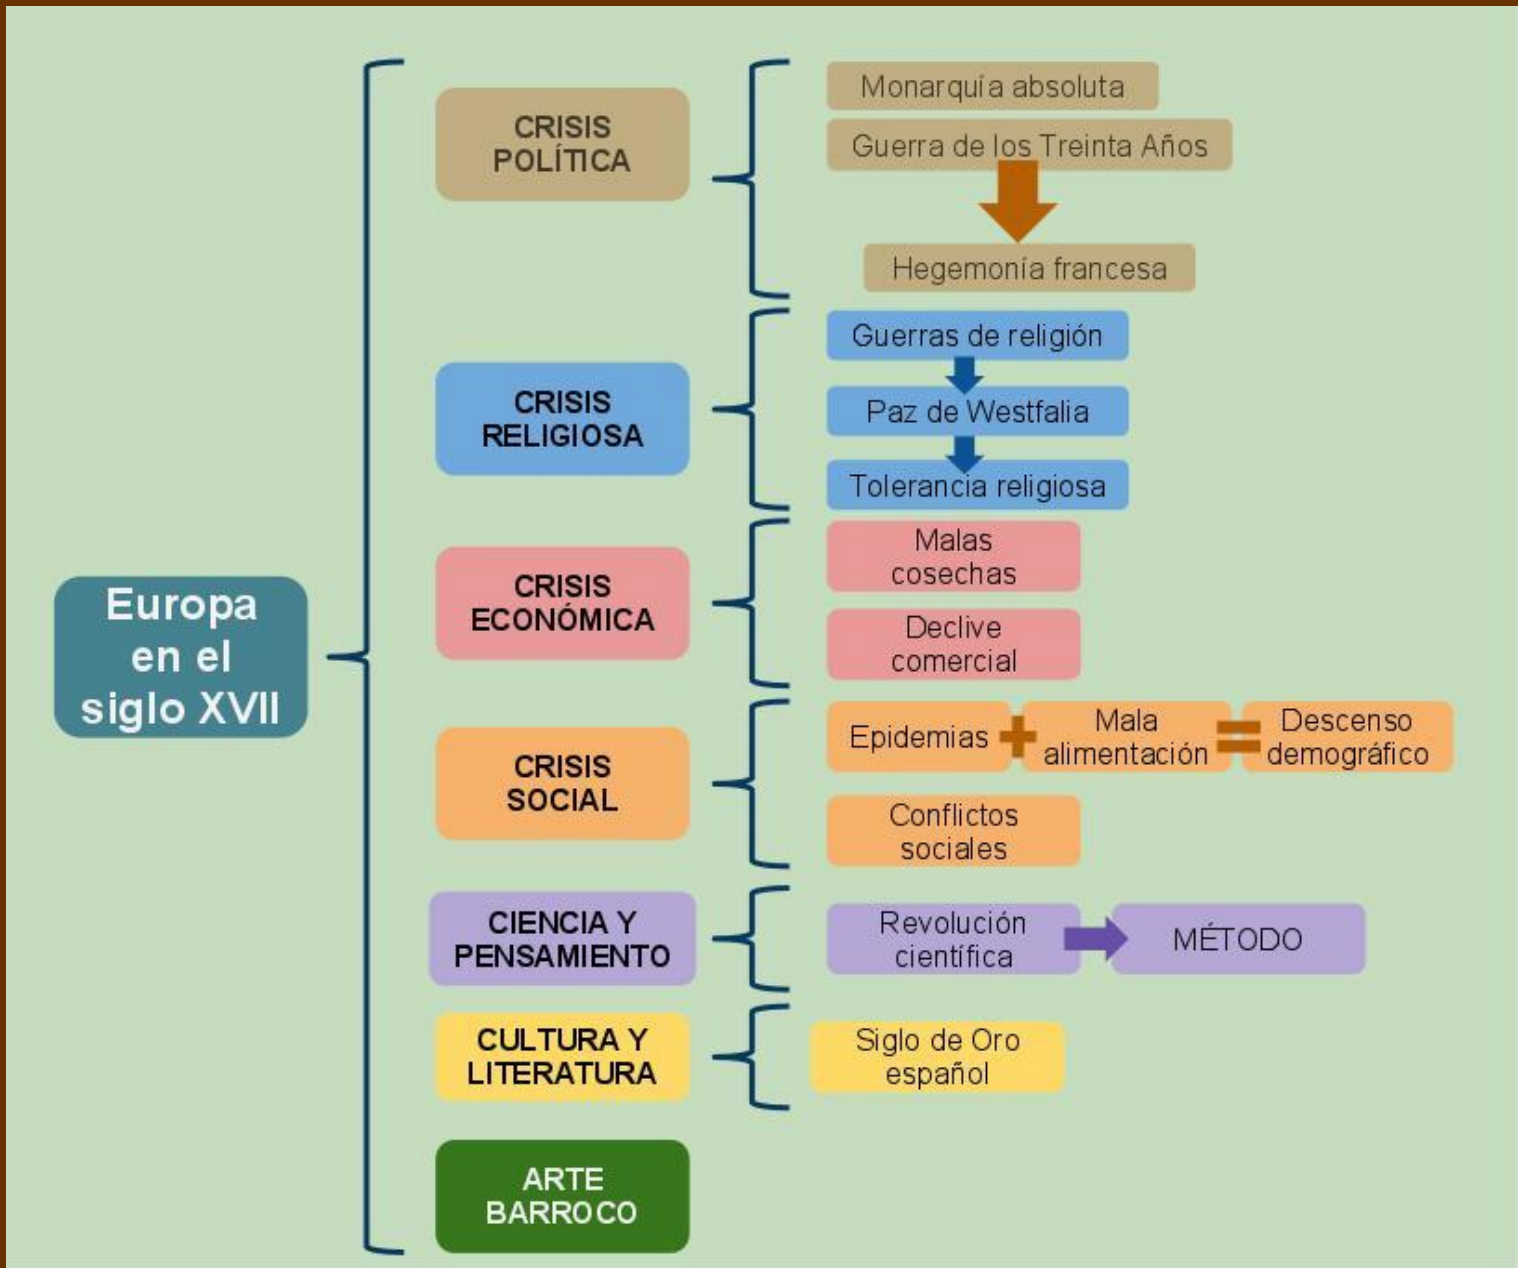 Europa
en el
siglo XVII
CRISIS
POLÍTICA
Monarquía absoluta
Guerra de los Treinta Años
Hegemonía francesa
CRISIS
RELIGIOSA
Guerras de religión
Paz de Westfalia
Tolerancia religiosa
CRISIS
ECONÓMICA
Malas
cosechas
Declive
comercial
CRISIS
SOCIAL
Epidemias
Mala
alimentación
Descenso
demográfico
Conflictos
sociales
CIENCIA Y
PENSAMIENTO
Revolución
científica
MÉTODO
CULTURA Y
LITERATURA
Siglo de Oro
español
ARTE
BARROCO